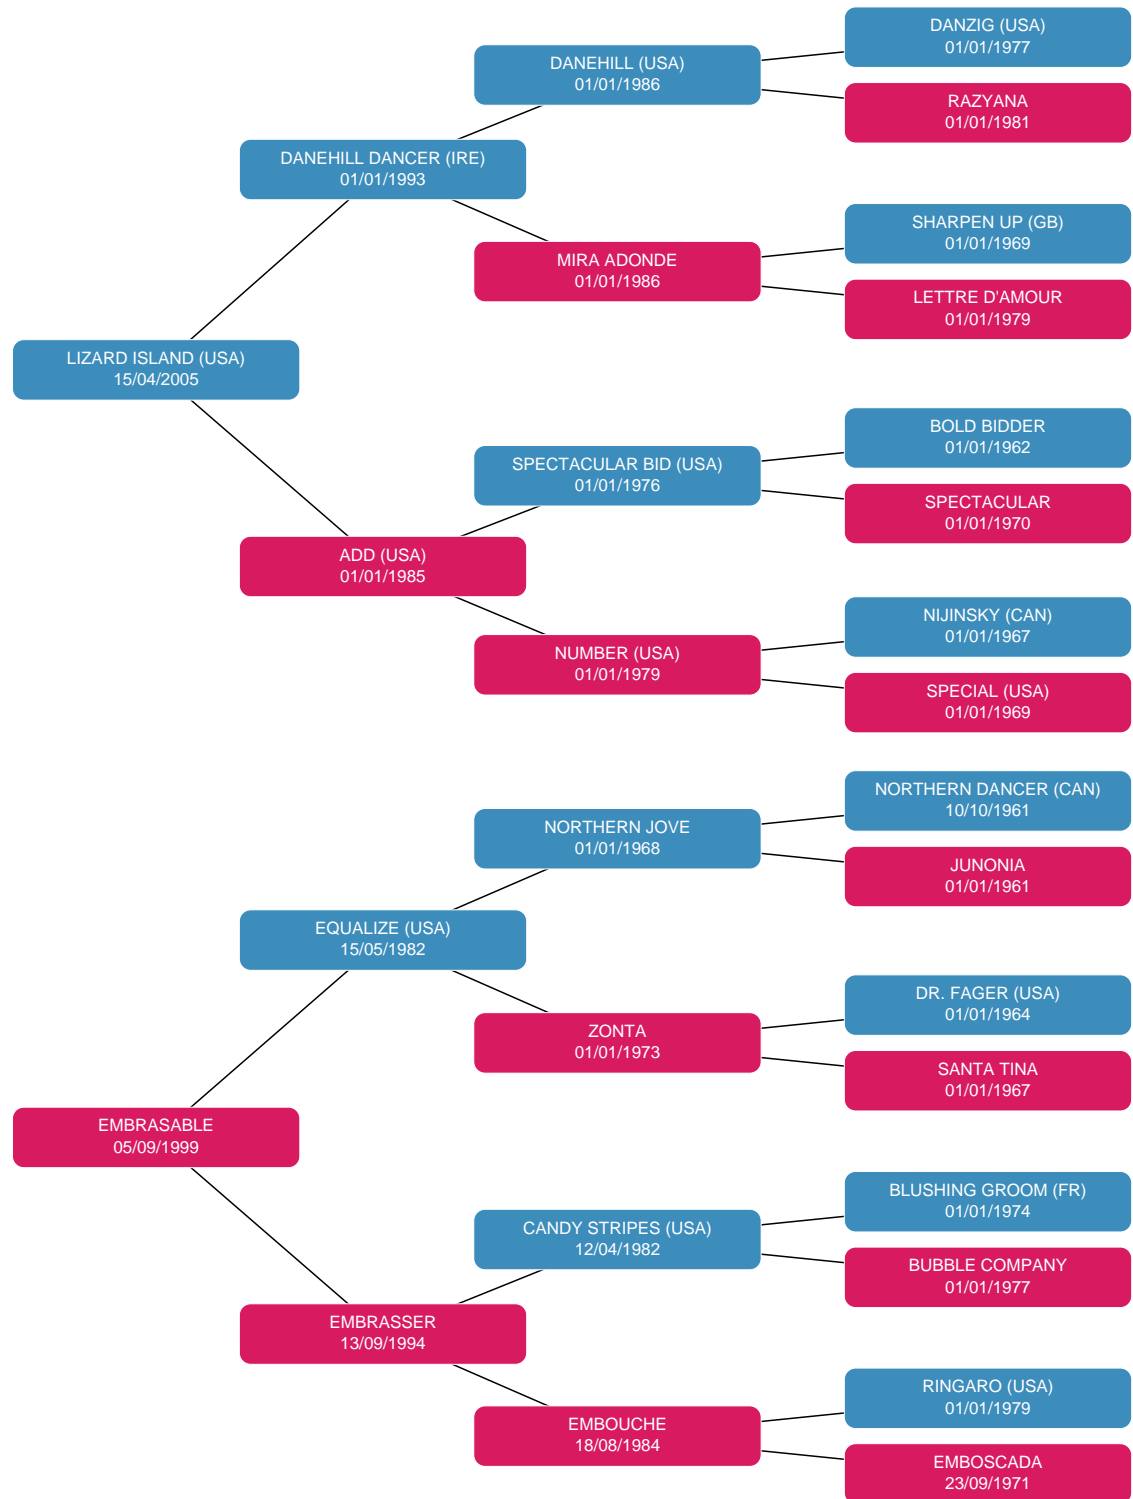 DANZIG (USA)
01/01/1977
DANEHILL (USA)
01/01/1986
RAZYANA
01/01/1981
DANEHILL DANCER (IRE)
01/01/1993
SHARPEN UP (GB)
01/01/1969
MIRA ADONDE
01/01/1986
LETTRE D'AMOUR
01/01/1979
LIZARD ISLAND (USA)
15/04/2005
BOLD BIDDER
01/01/1962
SPECTACULAR BID (USA)
01/01/1976
SPECTACULAR
01/01/1970
ADD (USA)
01/01/1985
NIJINSKY (CAN)
01/01/1967
NUMBER (USA)
01/01/1979
SPECIAL (USA)
01/01/1969
NORTHERN DANCER (CAN)
10/10/1961
NORTHERN JOVE
01/01/1968
JUNONIA
01/01/1961
EQUALIZE (USA)
15/05/1982
DR. FAGER (USA)
01/01/1964
ZONTA
01/01/1973
SANTA TINA
01/01/1967
EMBRASABLE
05/09/1999
BLUSHING GROOM (FR)
01/01/1974
CANDY STRIPES (USA)
12/04/1982
BUBBLE COMPANY
01/01/1977
EMBRASSER
13/09/1994
RINGARO (USA)
01/01/1979
EMBOUCHE
18/08/1984
EMBOSCADA
23/09/1971